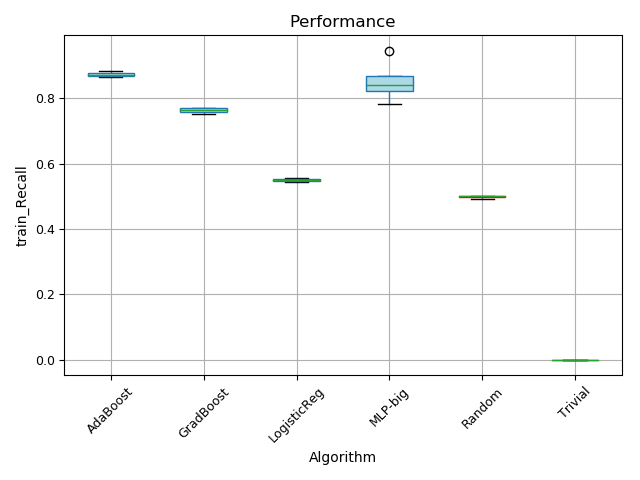 Performance
train_Recall
0.8
0.6
0.4
0.2
0.0
AdaBoost
GradBoost
LogisticReg
MLP-big
Random
Trivial
Algorithm